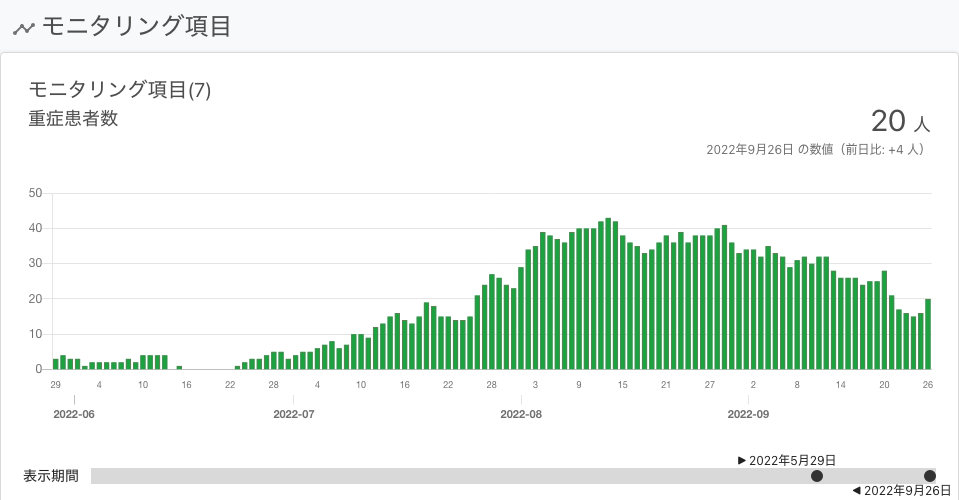 モニタリング項目
モニタリング項目(7)
重症患者数
20 人
2022年9月26日 の数値（前日比: +4 人）
50
40
30
20
10
0
29 4 10 16 22 28 4 10 16 22 28 3 9 15 21 27 2 8 14 20 26
2022-06 2022-07 2022-08 2022-09
►2022年5月29日
表示期間
◄2022年9月26日